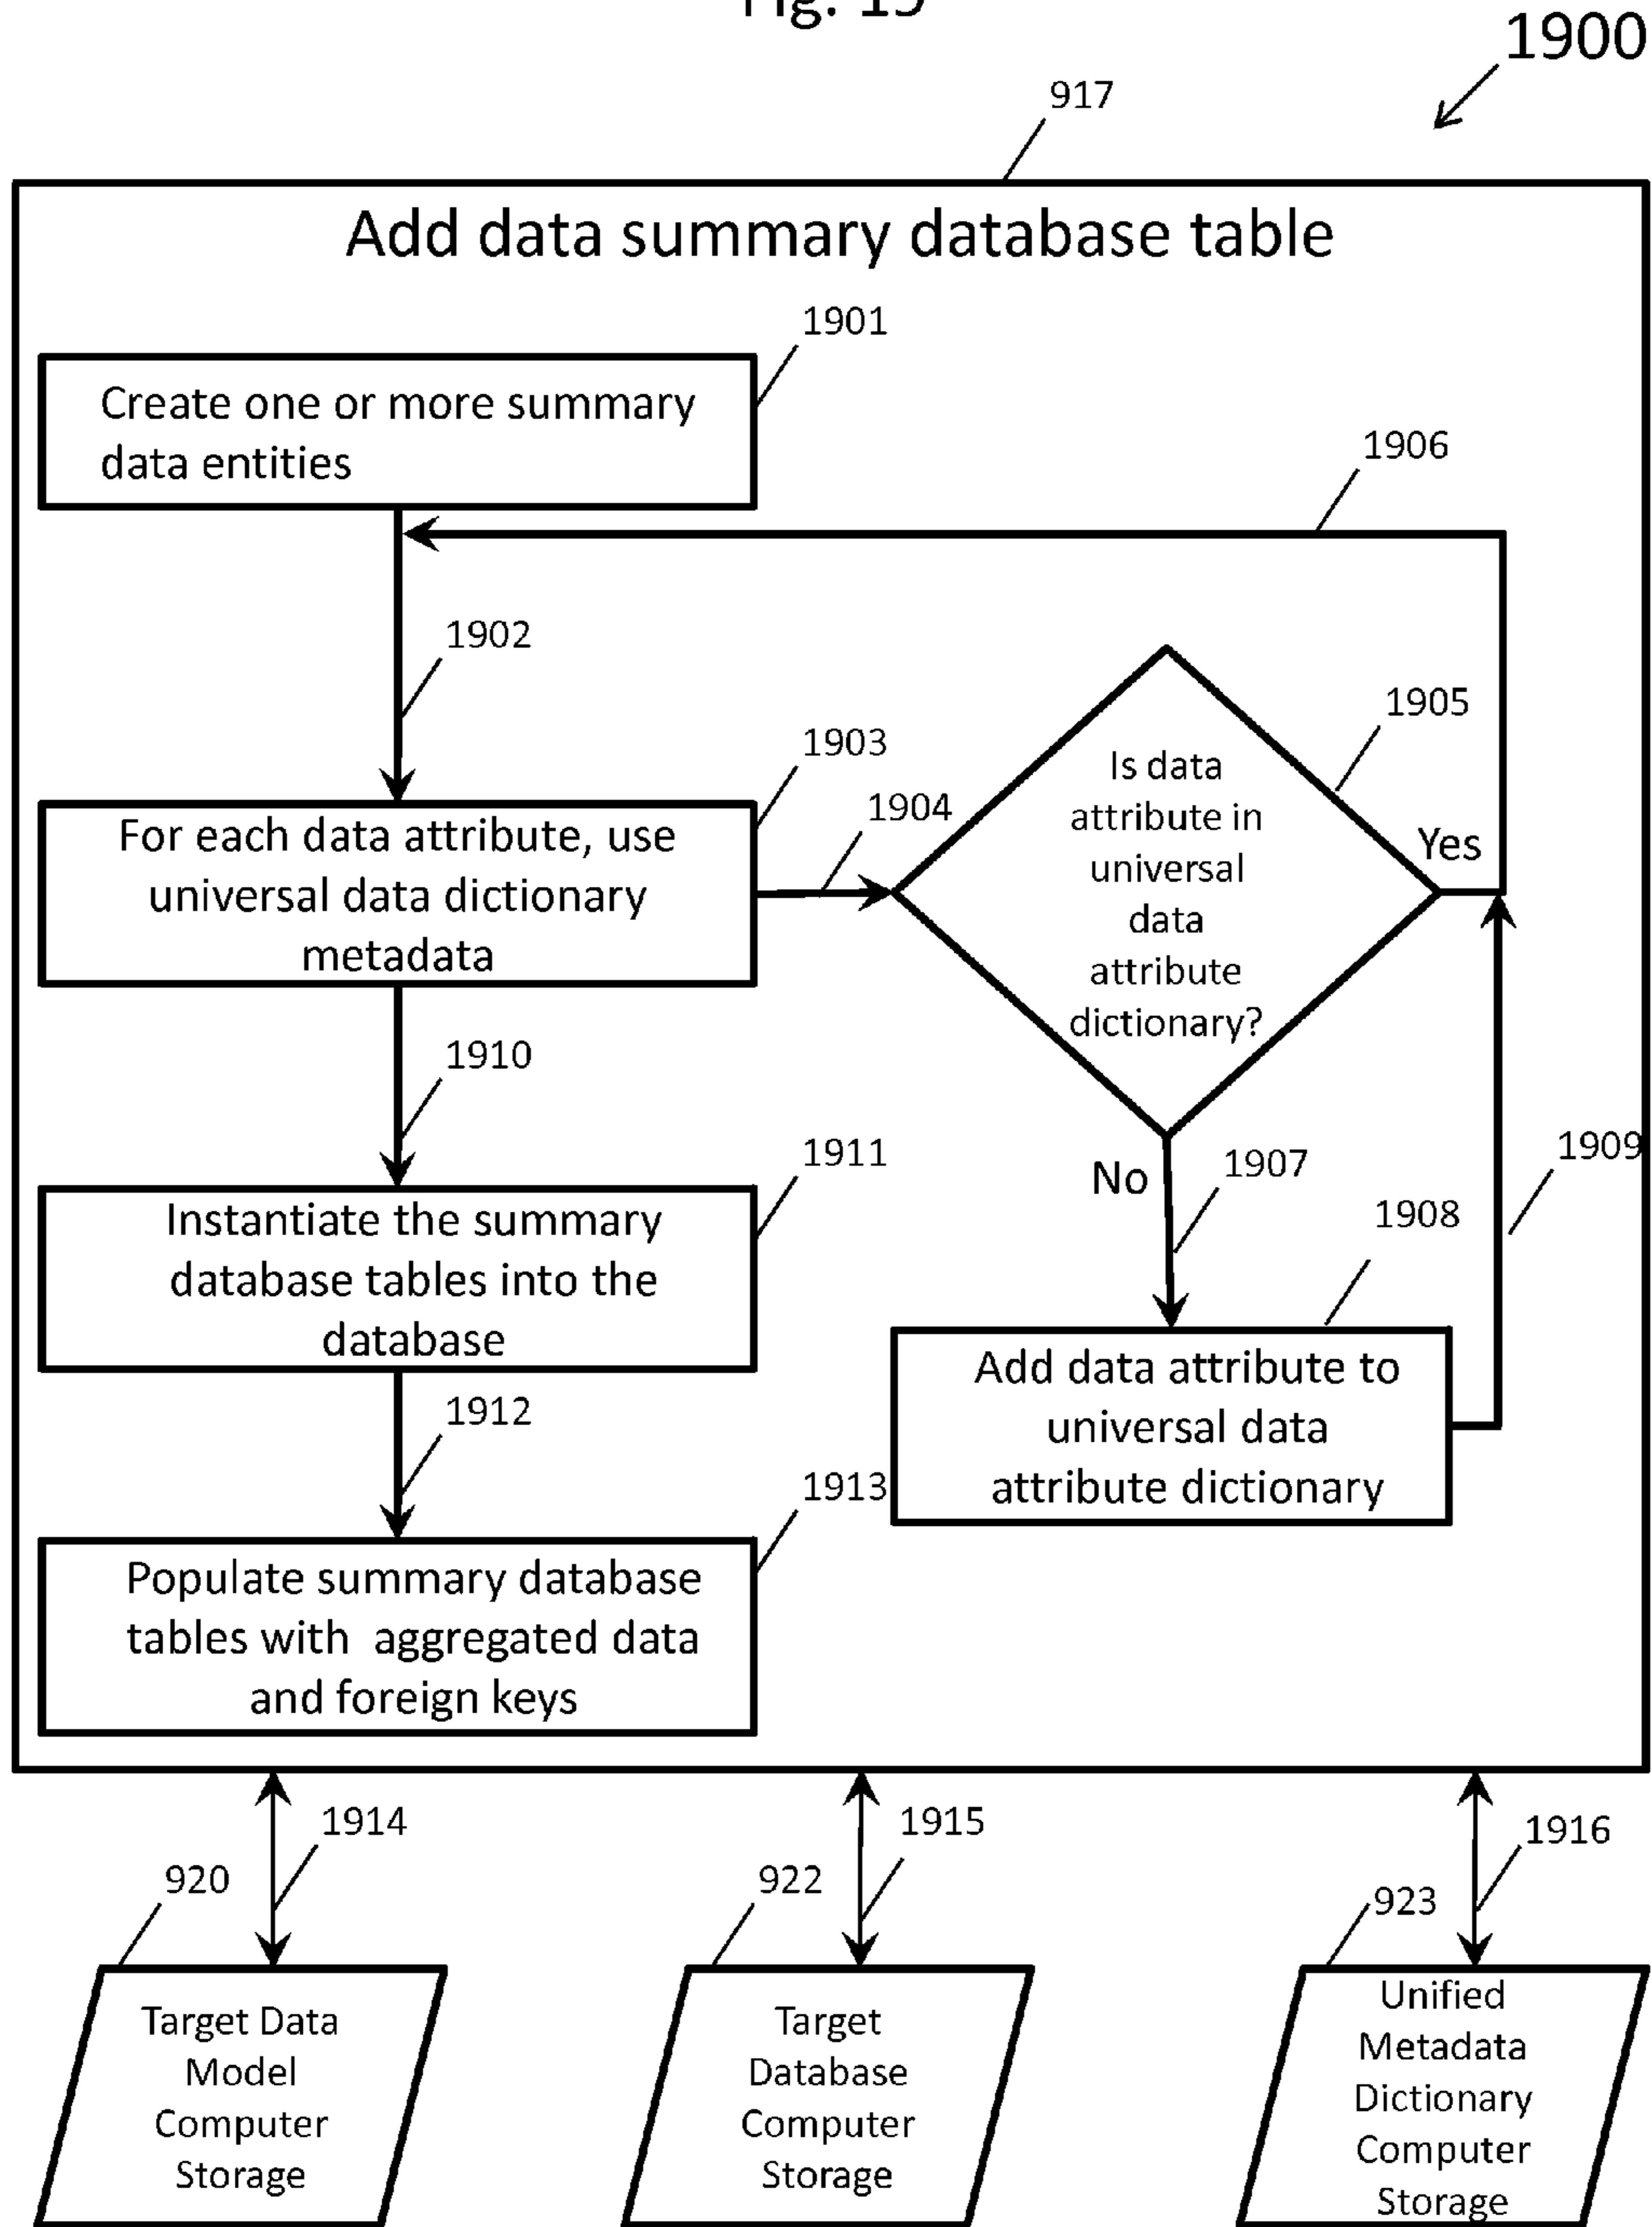 1900
917
Add data summary database table
1901
Create one or more summary
data entities
1906
1902
1905
1903
1904
For each data attribute, use
universal data dictionary
metadata
Is data
attribute in
universal
data
attribute
dictionary?
Yes
1910
1911
No
1907
1909
1908
Instantiate the summary
database tables into the
database
Add data attribute to
universal data
attribute dictionary
1912
1913
Populate summary database
tables with aggregated data
and foreign keys
1914
1915
1916
920
922
923
Target Data
Model
Computer
Storage
Target
Database
Computer
Storage
Unified
Metadata
Dictionary
Computer
Storage